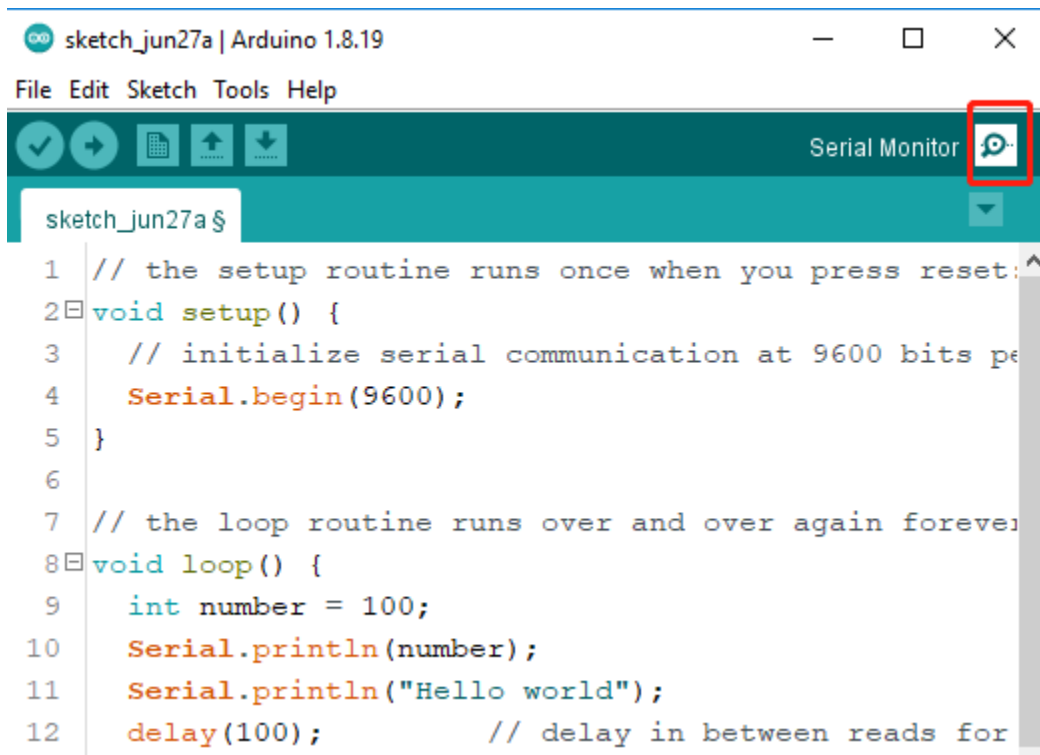 sketch_jun27a | Arduino 1.8.19
File Edit Sketch Tools Help
Serial Monitor
sketch_jun27a §
1 // the setup routine runs once when you press reset:
2 void setup() {
3 // initialize serial communication at 9600 bits pe
4 Serial.begin(9600);
5 }
6
7 // the loop routine runs over and over again forever
8 void loop() {
9 int number = 100;
10 Serial.println(number);
11 Serial.println("Hello world");
12 delay(100); // delay in between reads for